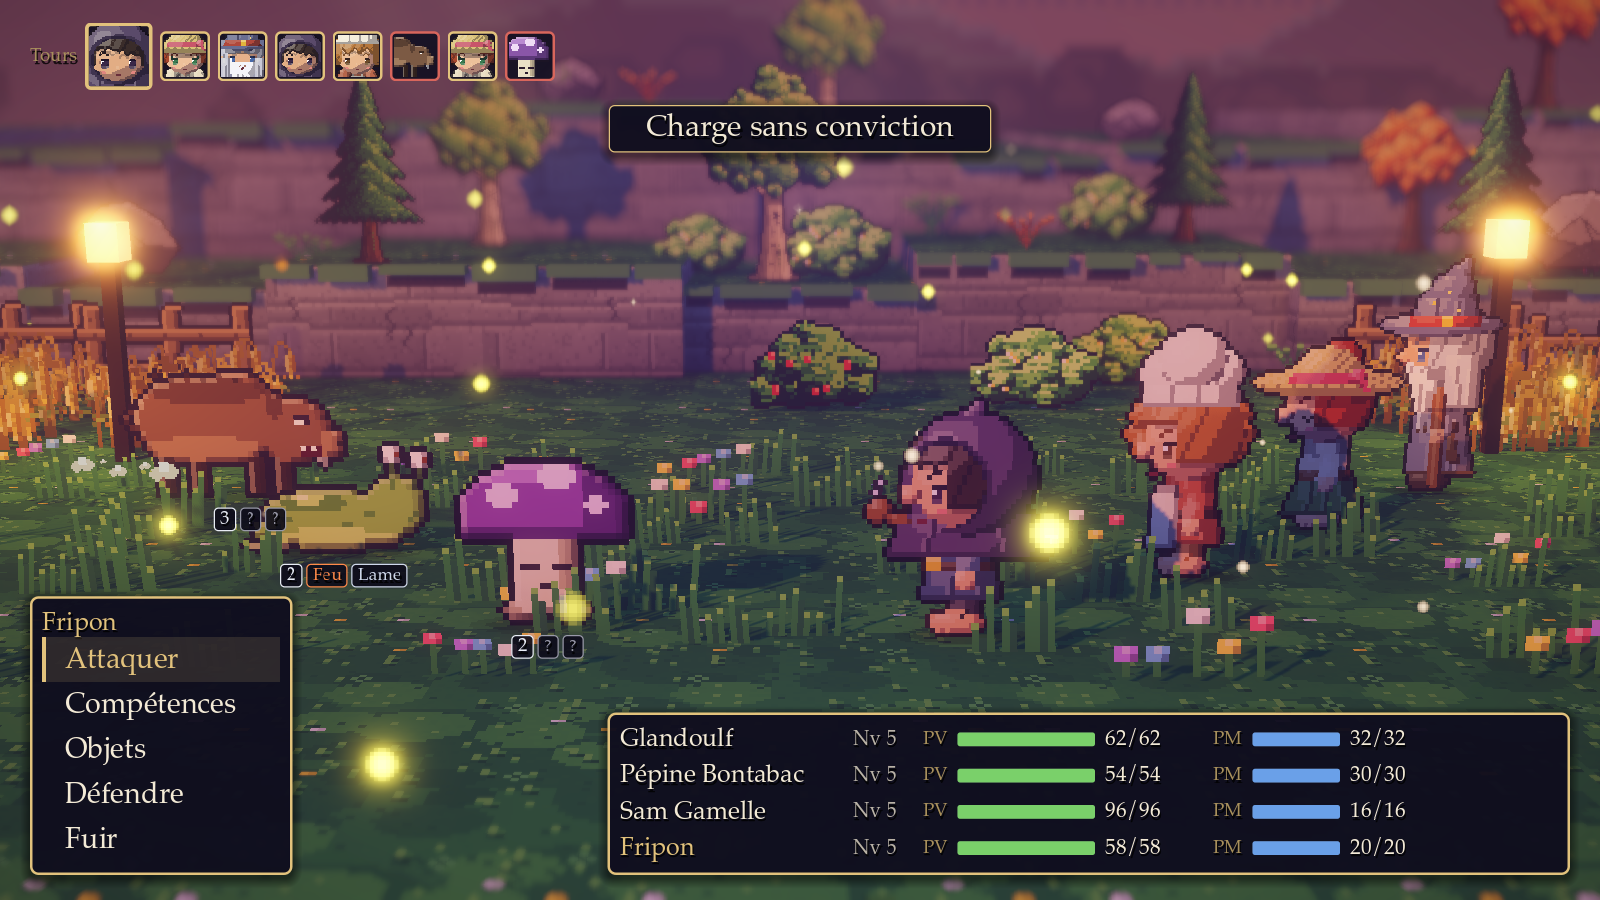 Tours
Charge sans conviction
3 ? ?
2 Feu Lame
2 ? ?
Fripon
Attaquer
Compétences
Objets
Défendre
Fuir
Glandoulf Nv 5 PV 62/62 PM 32/32
Pépine Bontabac Nv 5 PV 54/54 PM 30/30
Sam Gamelle Nv 5 PV 96/96 PM 16/16
Fripon Nv 5 PV 58/58 PM 20/20